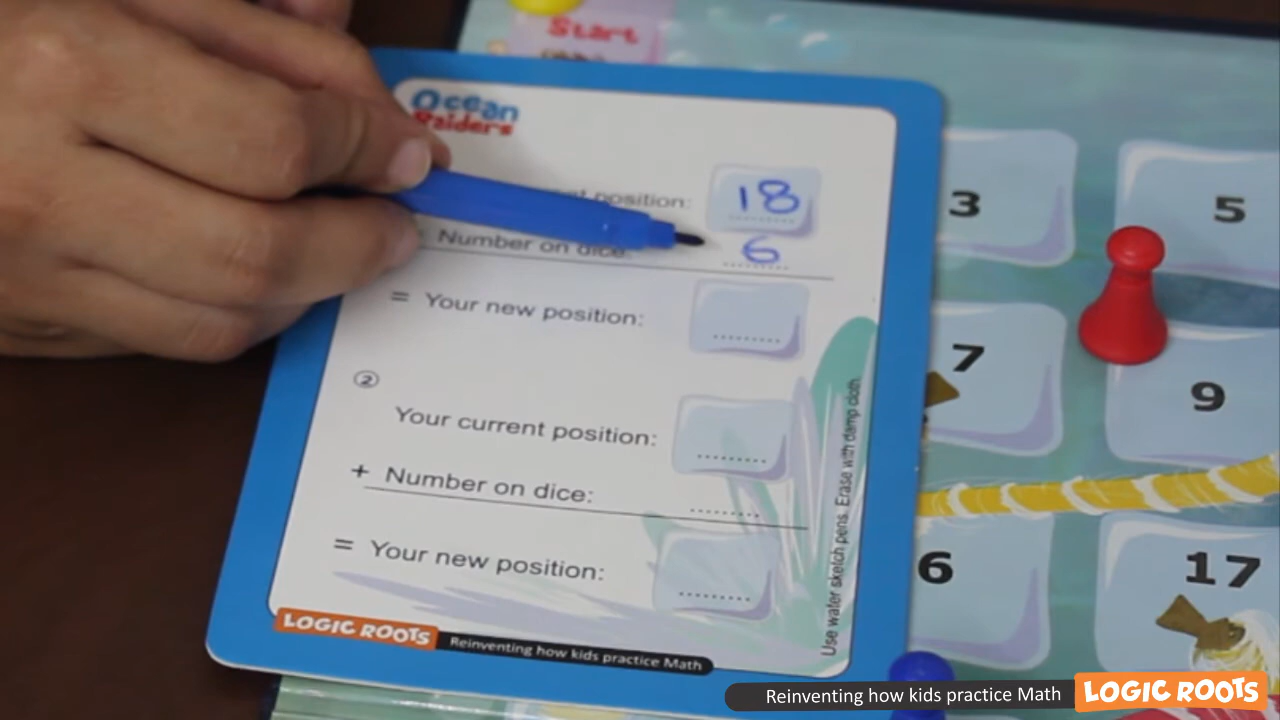 Start
Ocean
Raiders
position: 18
Number on dice: 6
= Your new position:
②
Your current position:
+ Number on dice:
= Your new position:
Use water sketch pens. Erase with damp cloth
LOGIC ROOTS Reinventing how kids practice Math
3
5
7
9
6
17
Reinventing how kids practice Math LOGIC ROOTS